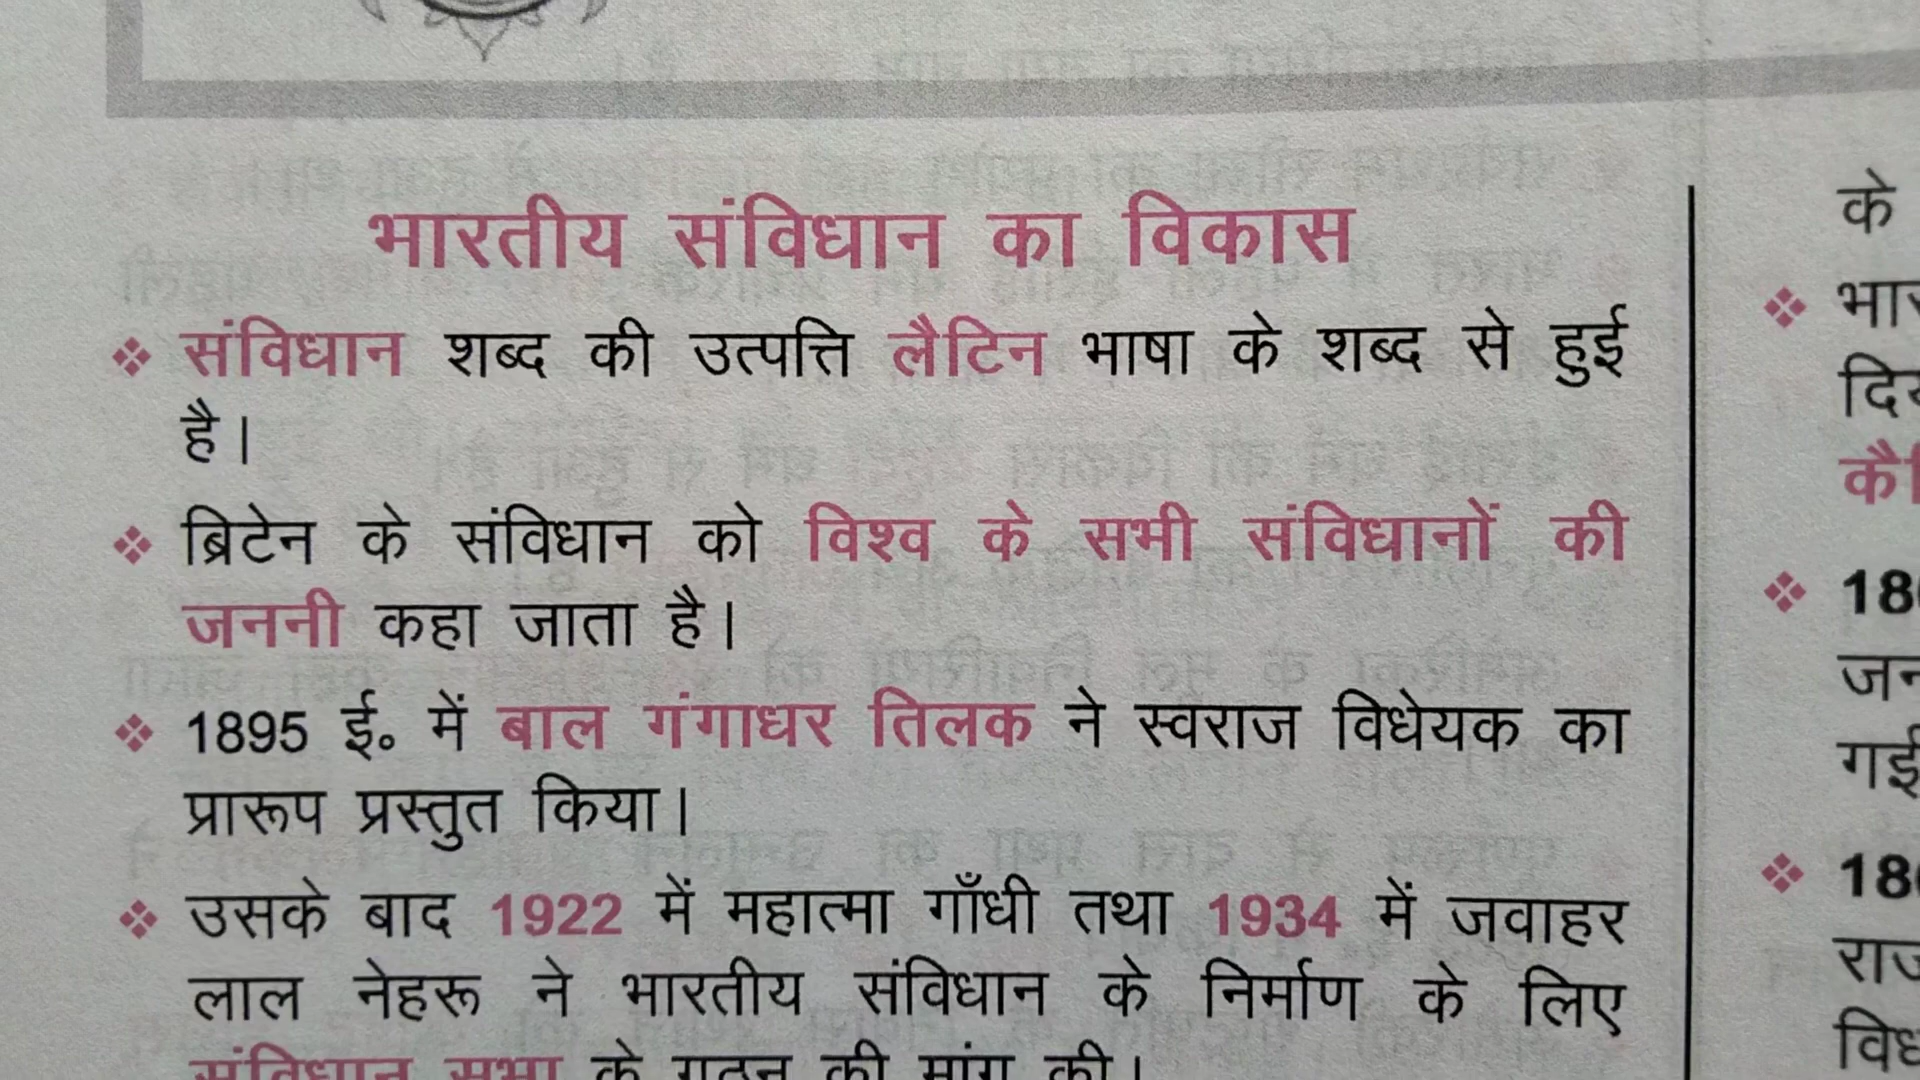 भारतीय संविधान का विकास
❖ संविधान शब्द की उत्पत्ति लैटिन भाषा के शब्द से हुई
है।
❖ ब्रिटेन के संविधान को विश्व के सभी संविधानों की
जननी कहा जाता है।
❖ 1895 ई॰ में बाल गंगाधर तिलक ने स्वराज विधेयक का
प्रारूप प्रस्तुत किया।
❖ उसके बाद 1922 में महात्मा गाँधी तथा 1934 में जवाहर
लाल नेहरू ने भारतीय संविधान के निर्माण के लिए
संविधान सभा के गठन की मांग की।
के